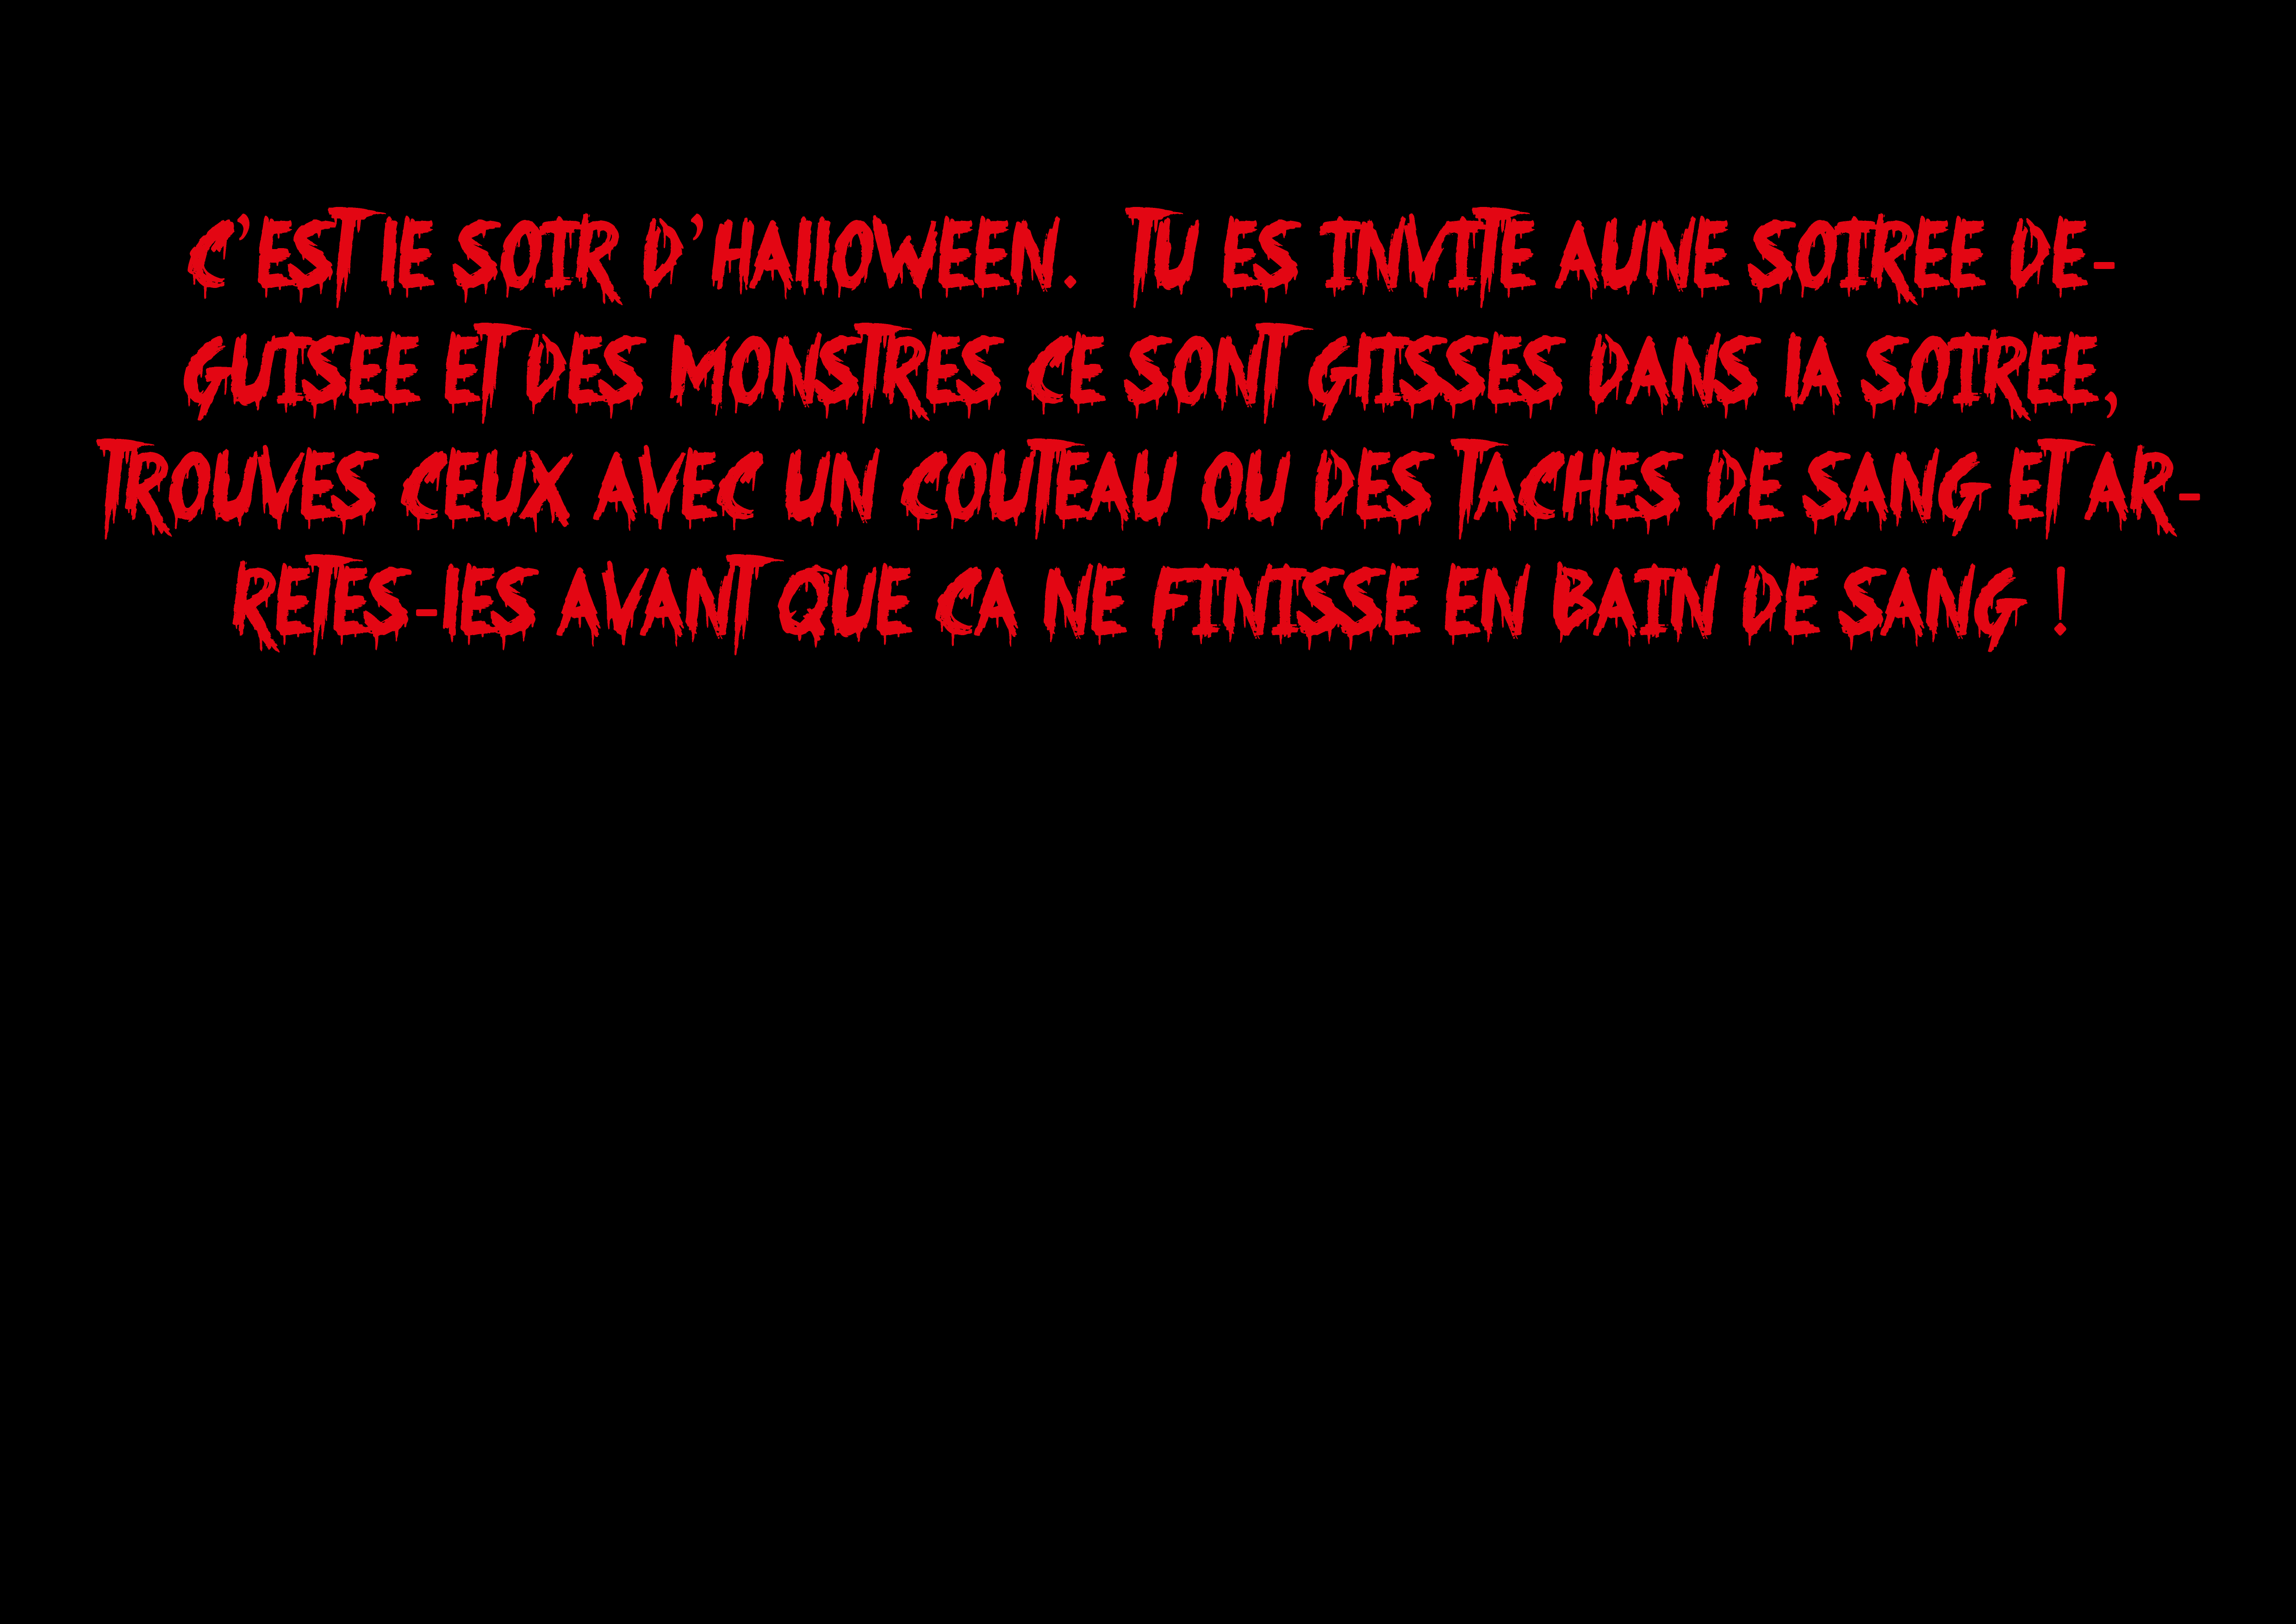 C'EST lE SOIR D'HAllOWEEN. TU ES INVITE A UNE SOIREE DE-
GUISEE ET DES MONSTRES CE SONT GlISSES DANS lA SOIREE,
TROUVES CEUX AVEC UN COUTEAU OU DES TACHES DE SANG ET AR-
RETES-lES AVANT QUE CA NE FINISSE EN BAIN DE SANG !